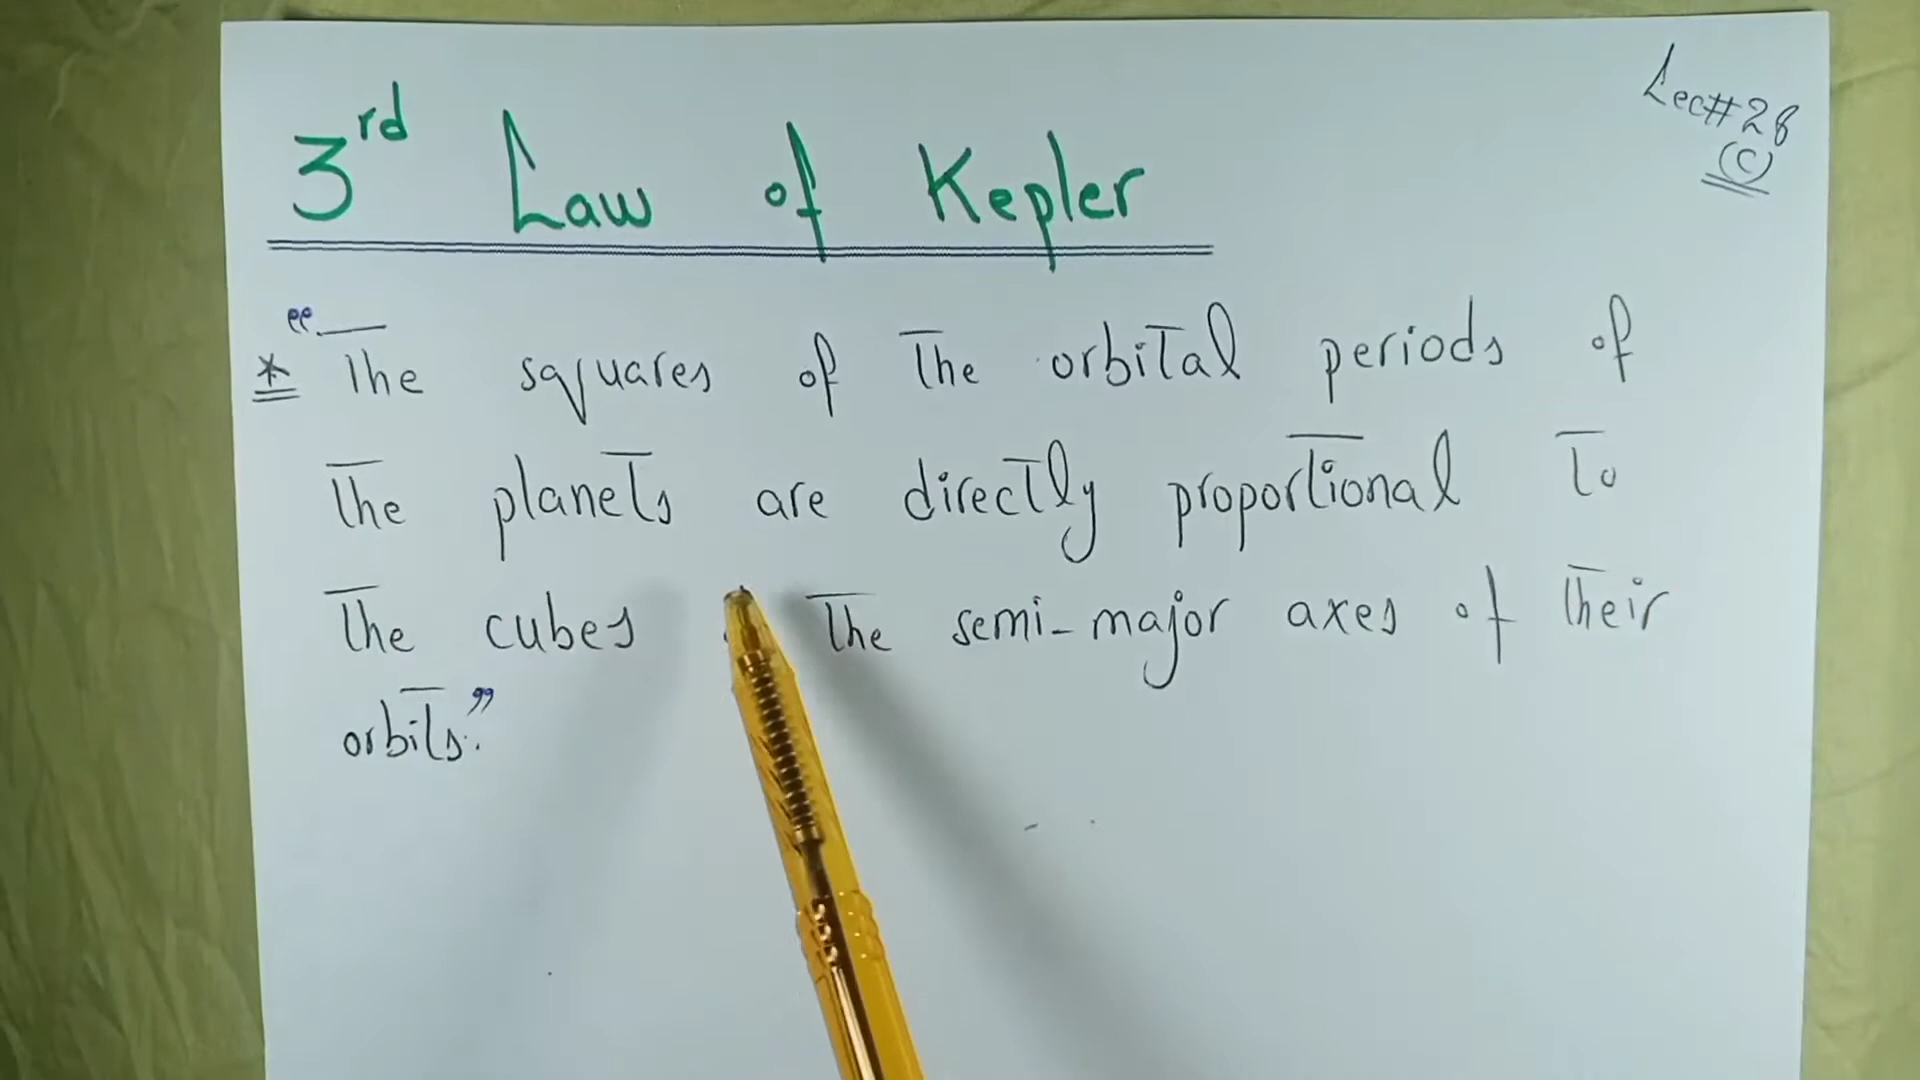 3rd Law of Kepler
Lec#28
(C)
* "The squares of the orbital periods of
the planets are directly proportional to
the cubes the semi-major axes of their
orbits."